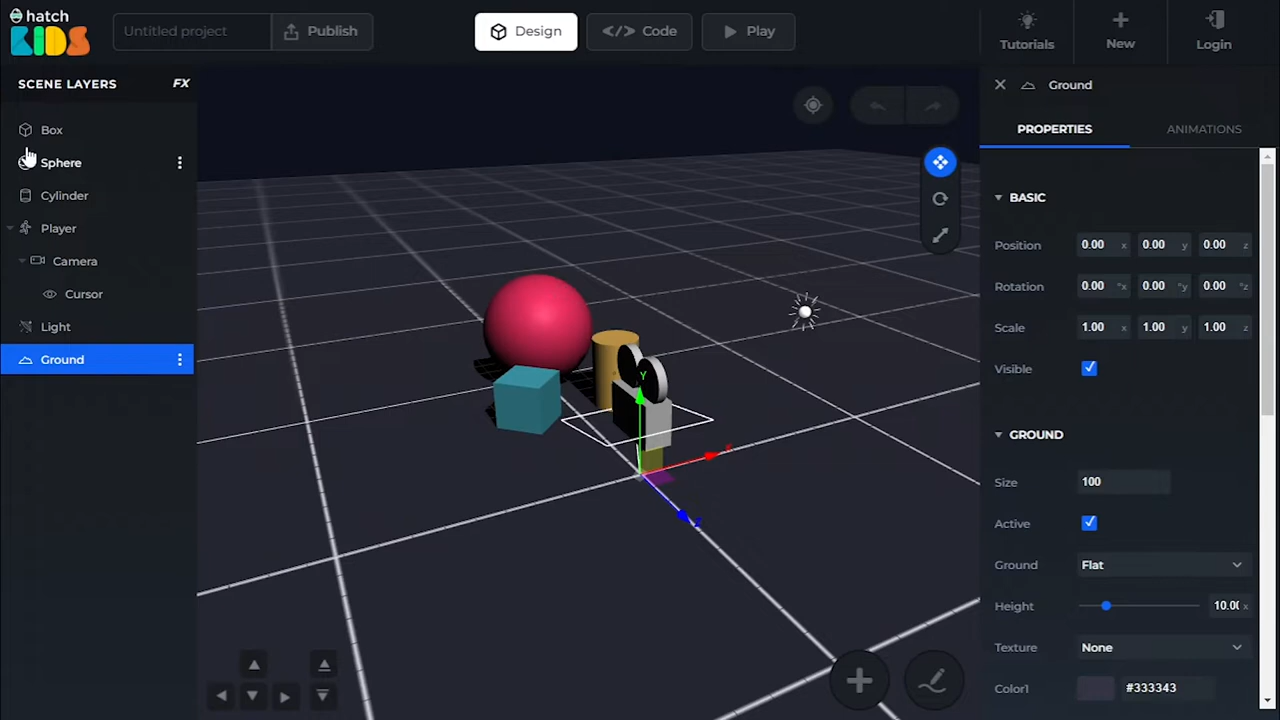 hatch
KIDS
Untitled project
Publish
Design
</> Code
Play
Tutorials
New
Login
SCENE LAYERS
FX
Box
Sphere
Cylinder
Player
Camera
Cursor
Light
Ground
Y
x
z
Ground
PROPERTIES
ANIMATIONS
BASIC
Position 0.00 x 0.00 y 0.00 z
Rotation 0.00 °x 0.00 °y 0.00 °z
Scale 1.00 x 1.00 y 1.00 z
Visible
GROUND
Size 100
Active
Ground Flat
Height 10.00 x
Texture None
Color1 #333343